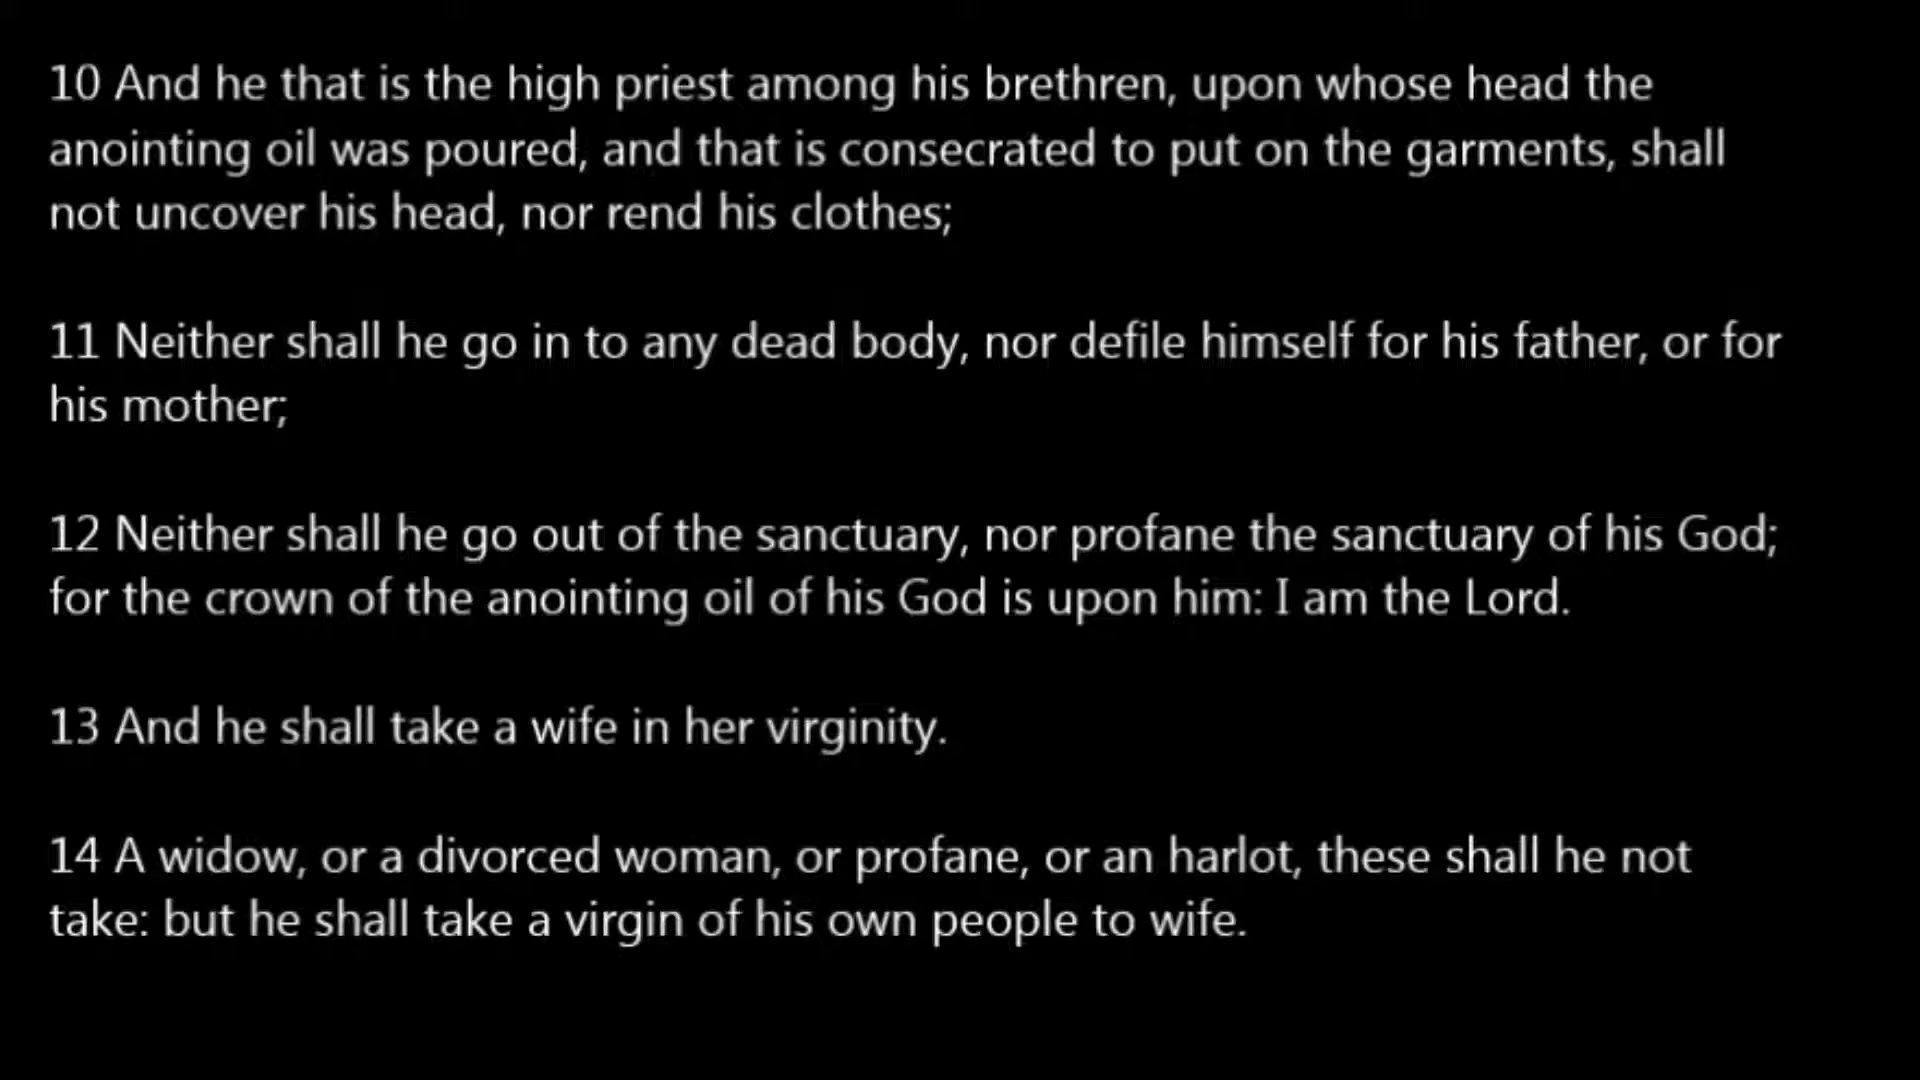 10 And he that is the high priest among his brethren, upon whose head the
anointing oil was poured, and that is consecrated to put on the garments, shall
not uncover his head, nor rend his clothes;
11 Neither shall he go in to any dead body, nor defile himself for his father, or for
his mother;
12 Neither shall he go out of the sanctuary, nor profane the sanctuary of his God;
for the crown of the anointing oil of his God is upon him: I am the Lord.
13 And he shall take a wife in her virginity.
14 A widow, or a divorced woman, or profane, or an harlot, these shall he not
take: but he shall take a virgin of his own people to wife.